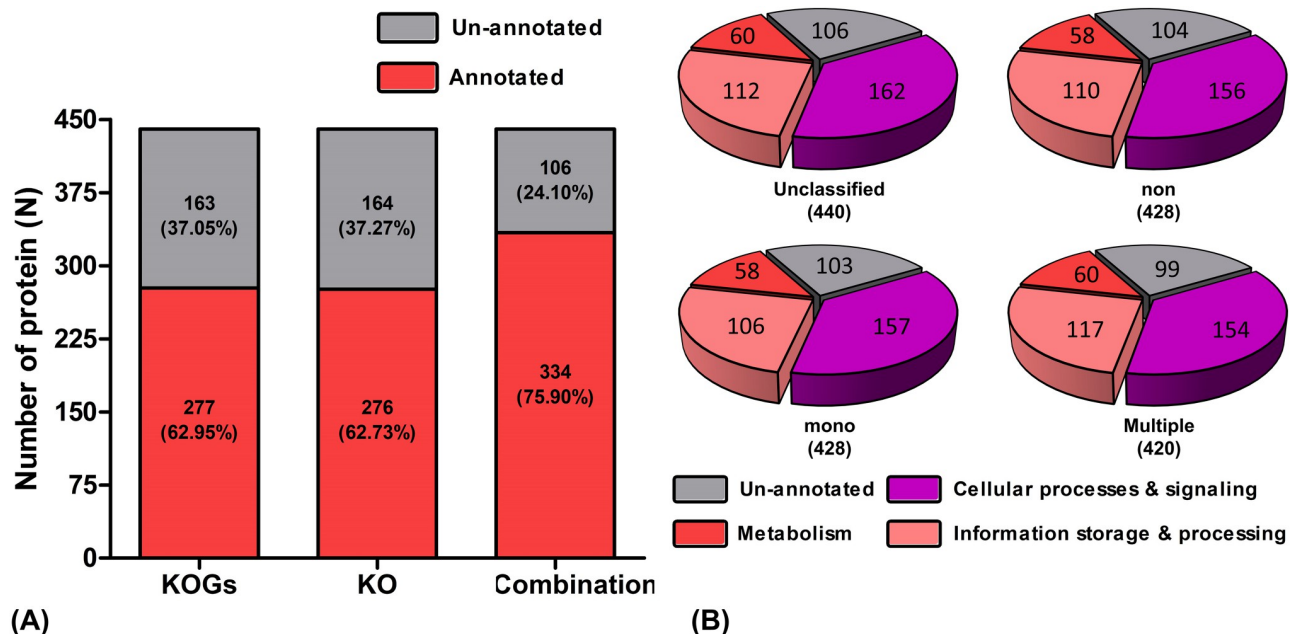 Un-annotated
Annotated
Number of protein (N)
450
375
300
225
150
75
0
163
(37.05%)
277
(62.95%)
164
(37.27%)
276
(62.73%)
106
(24.10%)
334
(75.90%)
KOGs
KO
Combination
(A)
60
106
112
162
Unclassified
(440)
58
104
110
156
non
(428)
58
103
106
157
mono
(428)
60
99
117
154
Multiple
(420)
Un-annotated
Cellular processes & signaling
Metabolism
Information storage & processing
(B)